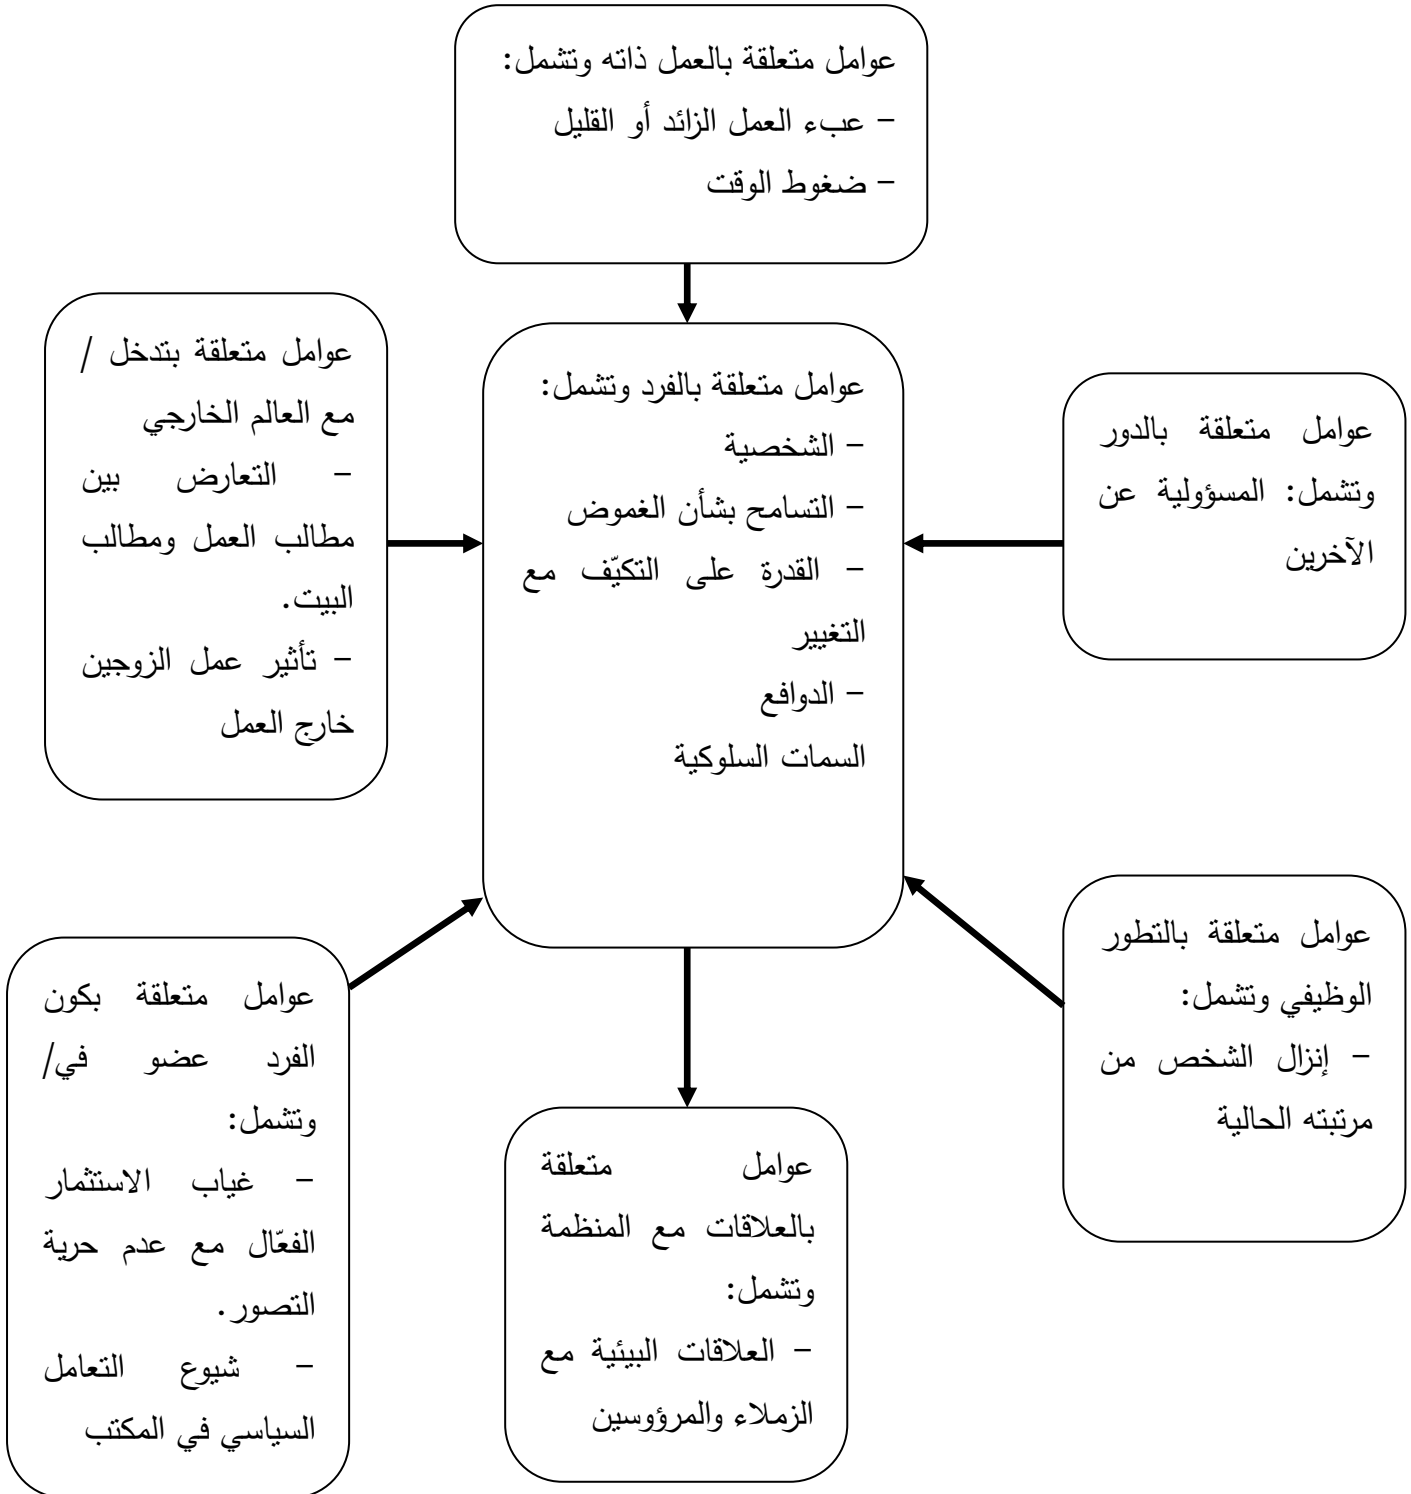 عوامل متعلقة بالعمل ذاته وتشمل:
– عبء العمل الزائد أو القليل
– ضغوط الوقت
عوامل متعلقة بالفرد وتشمل:
– الشخصية
– التسامح بشأن الغموض
– القدرة على التكيّف مع
التغيير
– الدوافع
السمات السلوكية
عوامل متعلقة بالدور
وتشمل: المسؤولية عن
الآخرين
عوامل متعلقة بتدخل /
مع العالم الخارجي
– التعارض بين
مطالب العمل ومطالب
البيت.
– تأثير عمل الزوجين
خارج العمل
عوامل متعلقة بالتطور
الوظيفي وتشمل:
– إنزال الشخص من
مرتبته الحالية
عوامل متعلقة
بالعلاقات مع المنظمة
وتشمل:
– العلاقات البيئية مع
الزملاء والمرؤوسين
عوامل متعلقة بكون
الفرد عضو في/
وتشمل:
– غياب الاستثمار
الفعّال مع عدم حرية
التصور.
– شيوع التعامل
السياسي في المكتب